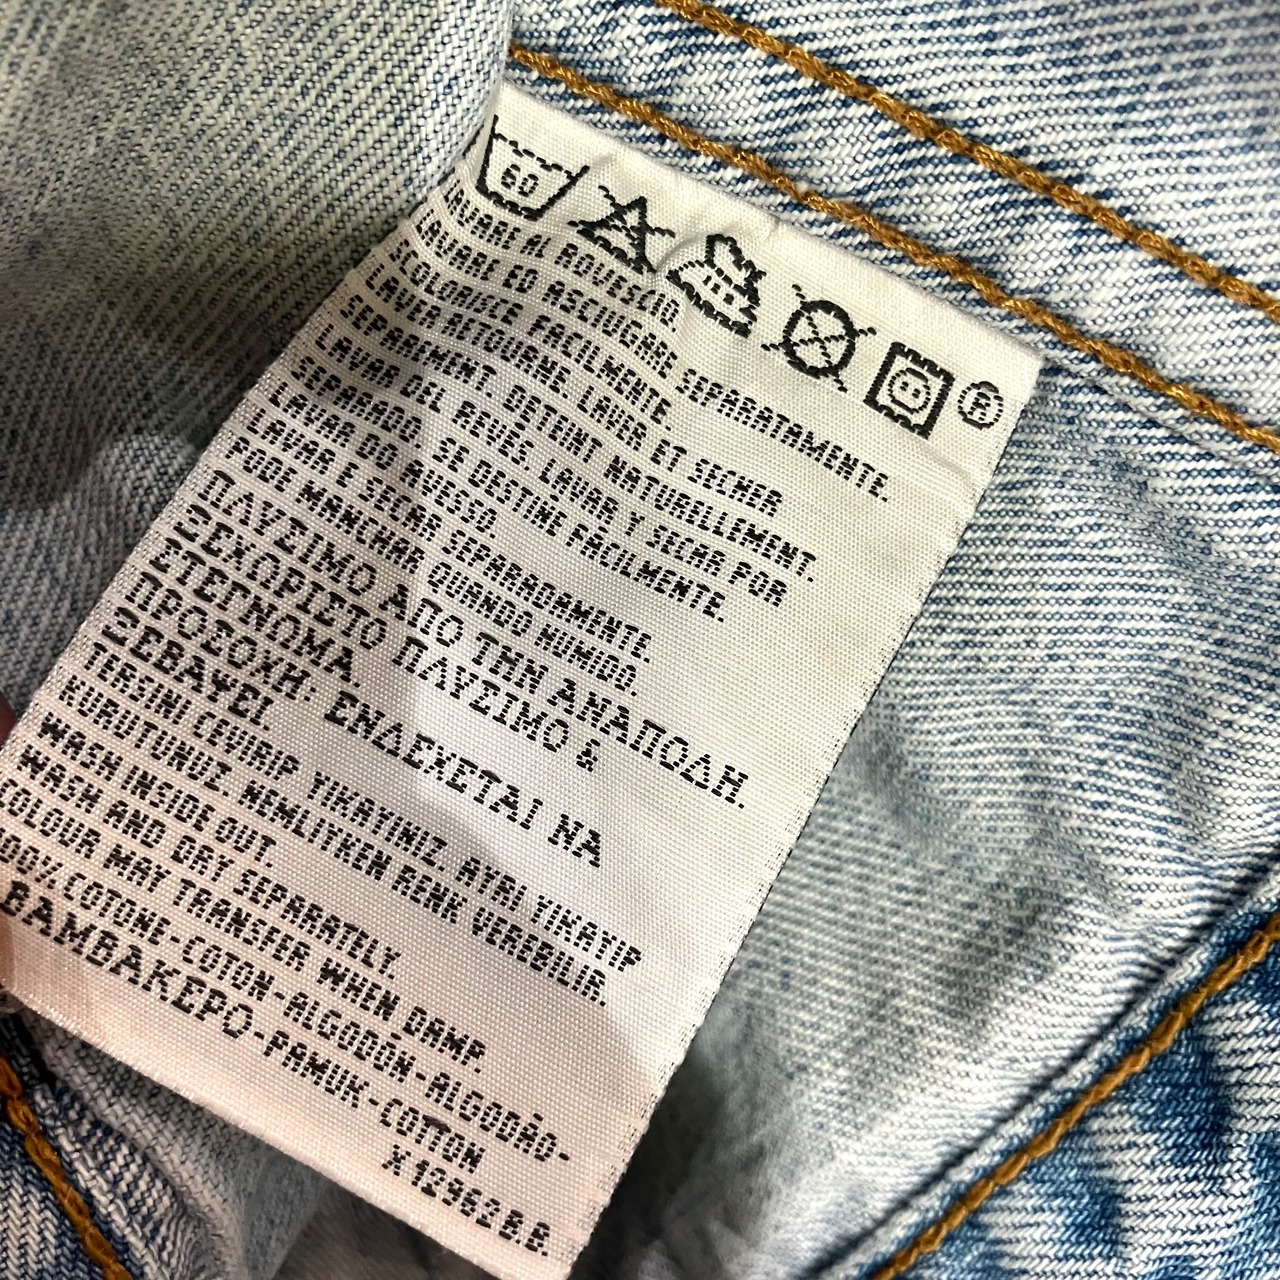 60
®
LAVARE AL ROVESCIO.
LAVARE ED ASCIUGARE SEPARATAMENTE.
SCOLORISCE FACILMENTE.
LAVER RETOURNE. LAVER ET SECHER
SEPAREMENT. DETEINT NATURELLEMENT.
LAVAR DEL REVÉS. LAVAR Y SECAR POR
SEPARADO. SE DESTINE FACILMENTE.
LAVAR DO AVESSO.
LAVAR E SECAR SEPARADAMENTE.
PODE MANCHAR QUANDO HUMIDO.
ΠΛΥΣΙΜΟ ΑΠΟ ΤΗΝ ΑΝΑΠΟΔΗ.
ΞΕΧΩΡΙΣΤΟ ΠΛΥΣΙΜΟ &
ΣΤΕΓΝΩΜΑ.
ΠΡΟΣΟΧΗ: ΕΝΔΕΧΕΤΑΙ ΝΑ
ΞΕΒΑΨΕΙ.
TERSINI CEVIRIP YIKAYINIZ. AYRI YIKAYIP
KURUTUNUZ. NEMLIYKEN RENK VEREBILIR.
WASH INSIDE OUT.
WASH AND DRY SEPARATELY.
COLOUR MAY TRANSFER WHEN DAMP.
100% COTONE-COTON-ALGODÓN-ALGODÃO-
ΒΑΜΒΑΚΕΡΟ-PAMUK-COTTON
X 12962 B.B.